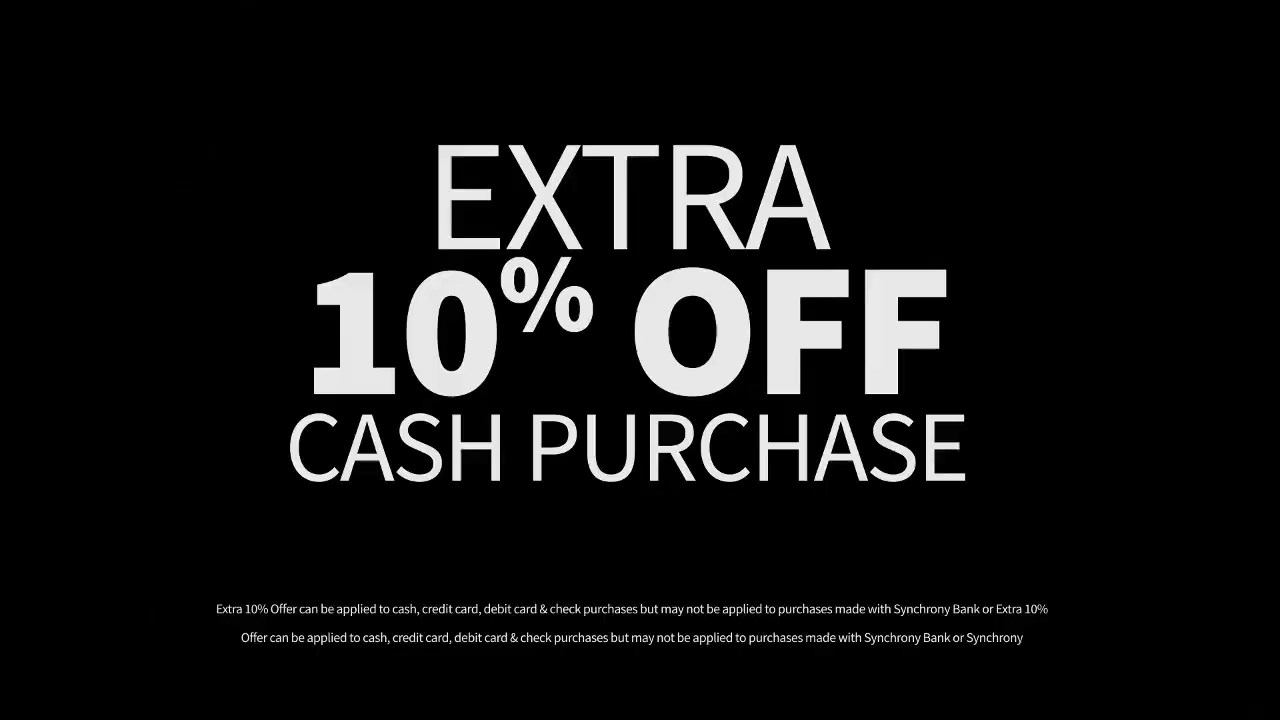 EXTRA
10% OFF
CASH PURCHASE
Extra 10% Offer can be applied to cash, credit card, debit card & check purchases but may not be applied to purchases made with Synchrony Bank or Extra 10%
Offer can be applied to cash, credit card, debit card & check purchases but may not be applied to purchases made with Synchrony Bank or Synchrony